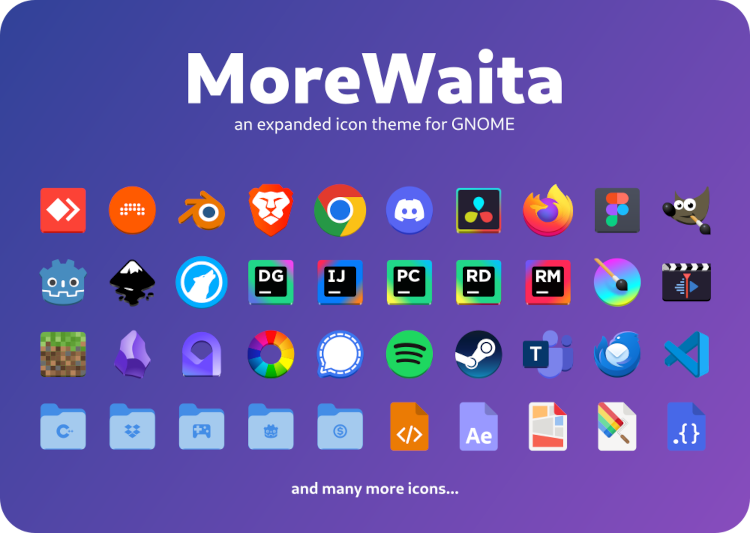 MoreWaita
an expanded icon theme for GNOME
DG IJ PC RD RM
T
C
$
</> Ae .{}
and many more icons...